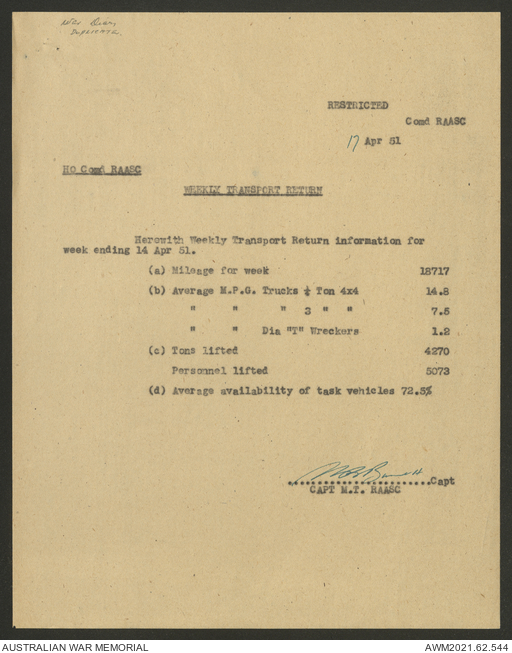 War Diary
DUPLICATE.
RESTRICTED
Comd RAASC
17 Apr 51
HQ Comd RAASC
WEEKLY TRANSPORT RETURN
Herewith Weekly Transport Return information for
week ending 14 Apr 51.
(a) Mileage for week 18717
(b) Average M.P.G. Trucks ¼ Ton 4x4 14.8
" " " 3 " " 7.5
" " Dia "T" Wreckers 1.2
(c) Tons lifted 4270
Personnel lifted 5073
(d) Average availability of task vehicles 72.5%
..........................Capt
CAPT M.T. RAASC
AUSTRALIAN WAR MEMORIAL
AWM2021.62.544